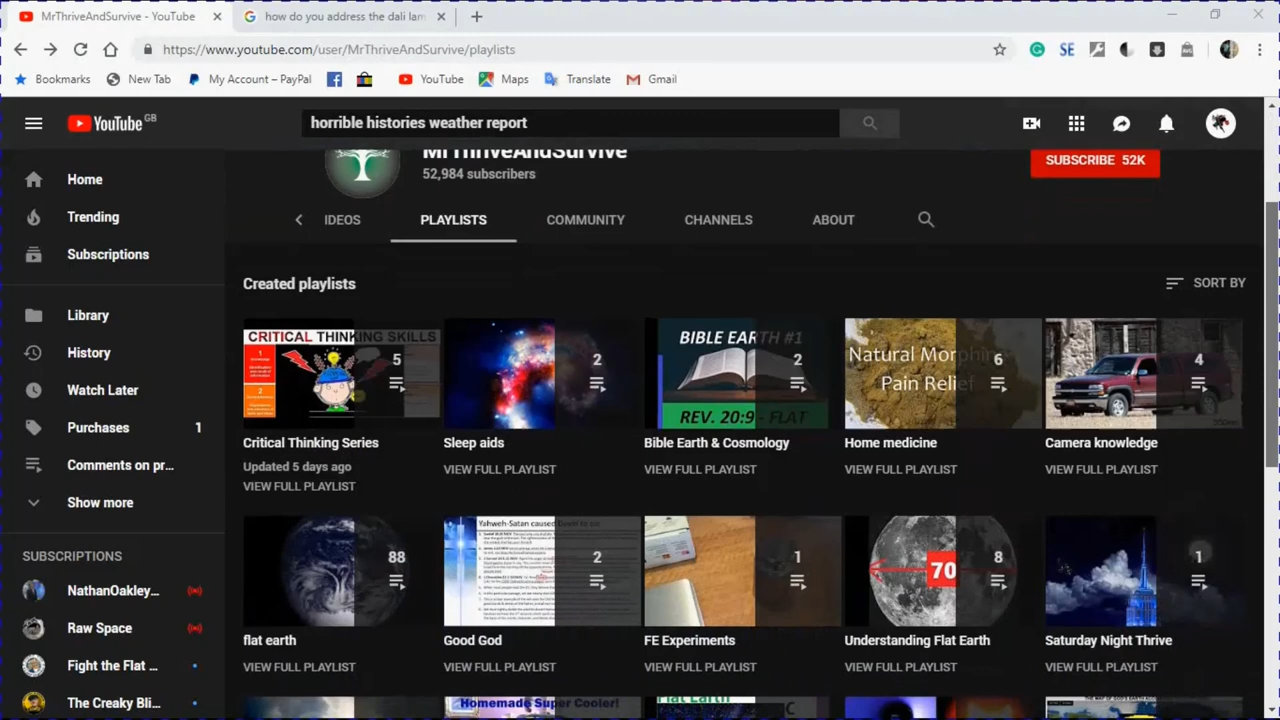 MrThriveAndSurvive - YouTube
how do you address the dali lam
https://www.youtube.com/user/MrThriveAndSurvive/playlists
SE
Bookmarks New Tab My Account – PayPal YouTube Maps Translate Gmail
YouTube GB
horrible histories weather report
Home
Trending
Subscriptions
Library
History
Watch Later
Purchases 1
Comments on pr...
Show more
SUBSCRIPTIONS
Nathanoakley...
Raw Space
Fight the Flat ...
The Creaky Bli...
MrThriveAndSurvive
52,984 subscribers
SUBSCRIBE 52K
IDEOS PLAYLISTS COMMUNITY CHANNELS ABOUT
Created playlists
SORT BY
CRITICAL THINKING SKILLS
1
2
5
Critical Thinking Series
Updated 5 days ago
VIEW FULL PLAYLIST
2
Sleep aids
VIEW FULL PLAYLIST
BIBLE EARTH #1
REV. 20:9 - FLAT
2
Bible Earth & Cosmology
VIEW FULL PLAYLIST
Natural Morphin
Pain Relief
6
Home medicine
VIEW FULL PLAYLIST
4
Camera knowledge
VIEW FULL PLAYLIST
88
flat earth
VIEW FULL PLAYLIST
Yahweh-Satan caused
2
Good God
VIEW FULL PLAYLIST
1
FE Experiments
VIEW FULL PLAYLIST
70
8
Understanding Flat Earth
VIEW FULL PLAYLIST
1
Saturday Night Thrive
VIEW FULL PLAYLIST
Homemade Super Cooler!
Flat Earth